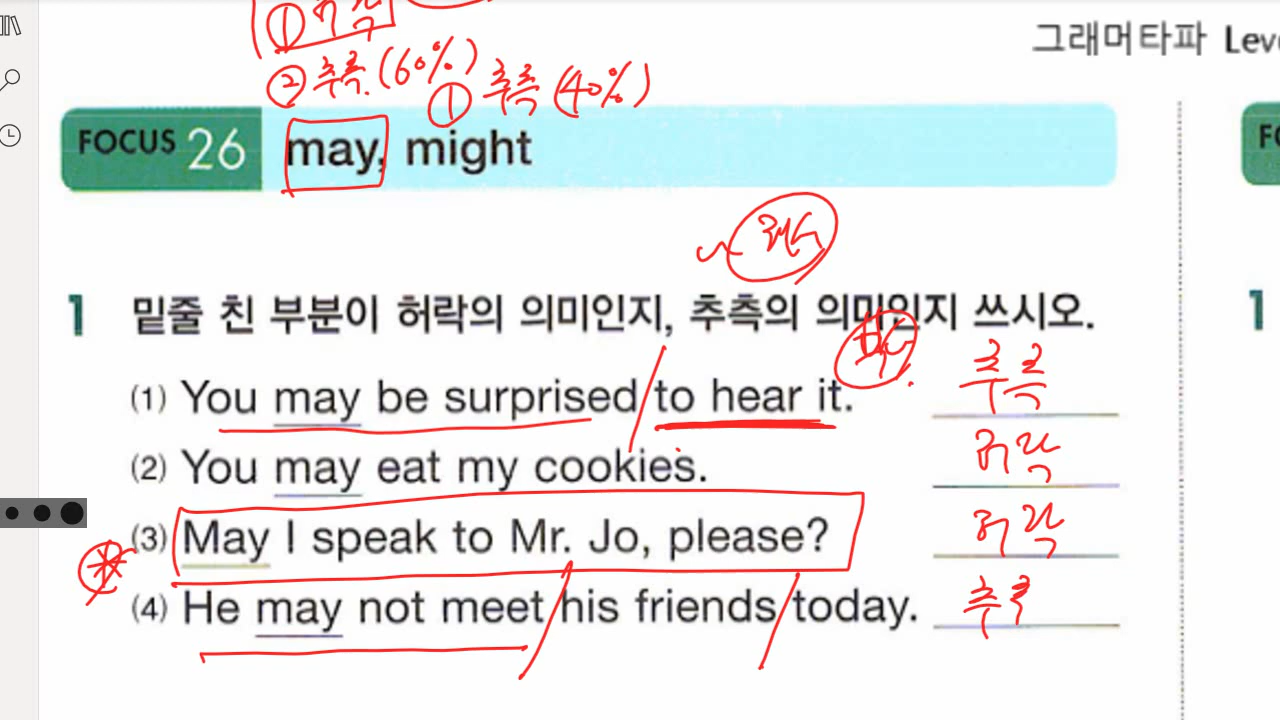 ① 허락
② 추측. (60%) ① 추측 (40%)
그래머타파 Leve
FOCUS 26 may, might
1 밑줄 친 부분이 허락의 의미인지, 추측의 의미인지 쓰시오. 1
(1) You may be surprised to hear it. 추측
(2) You may eat my cookies. 허락
(3) May I speak to Mr. Jo, please? 허락
(4) He may not meet his friends today. 추측